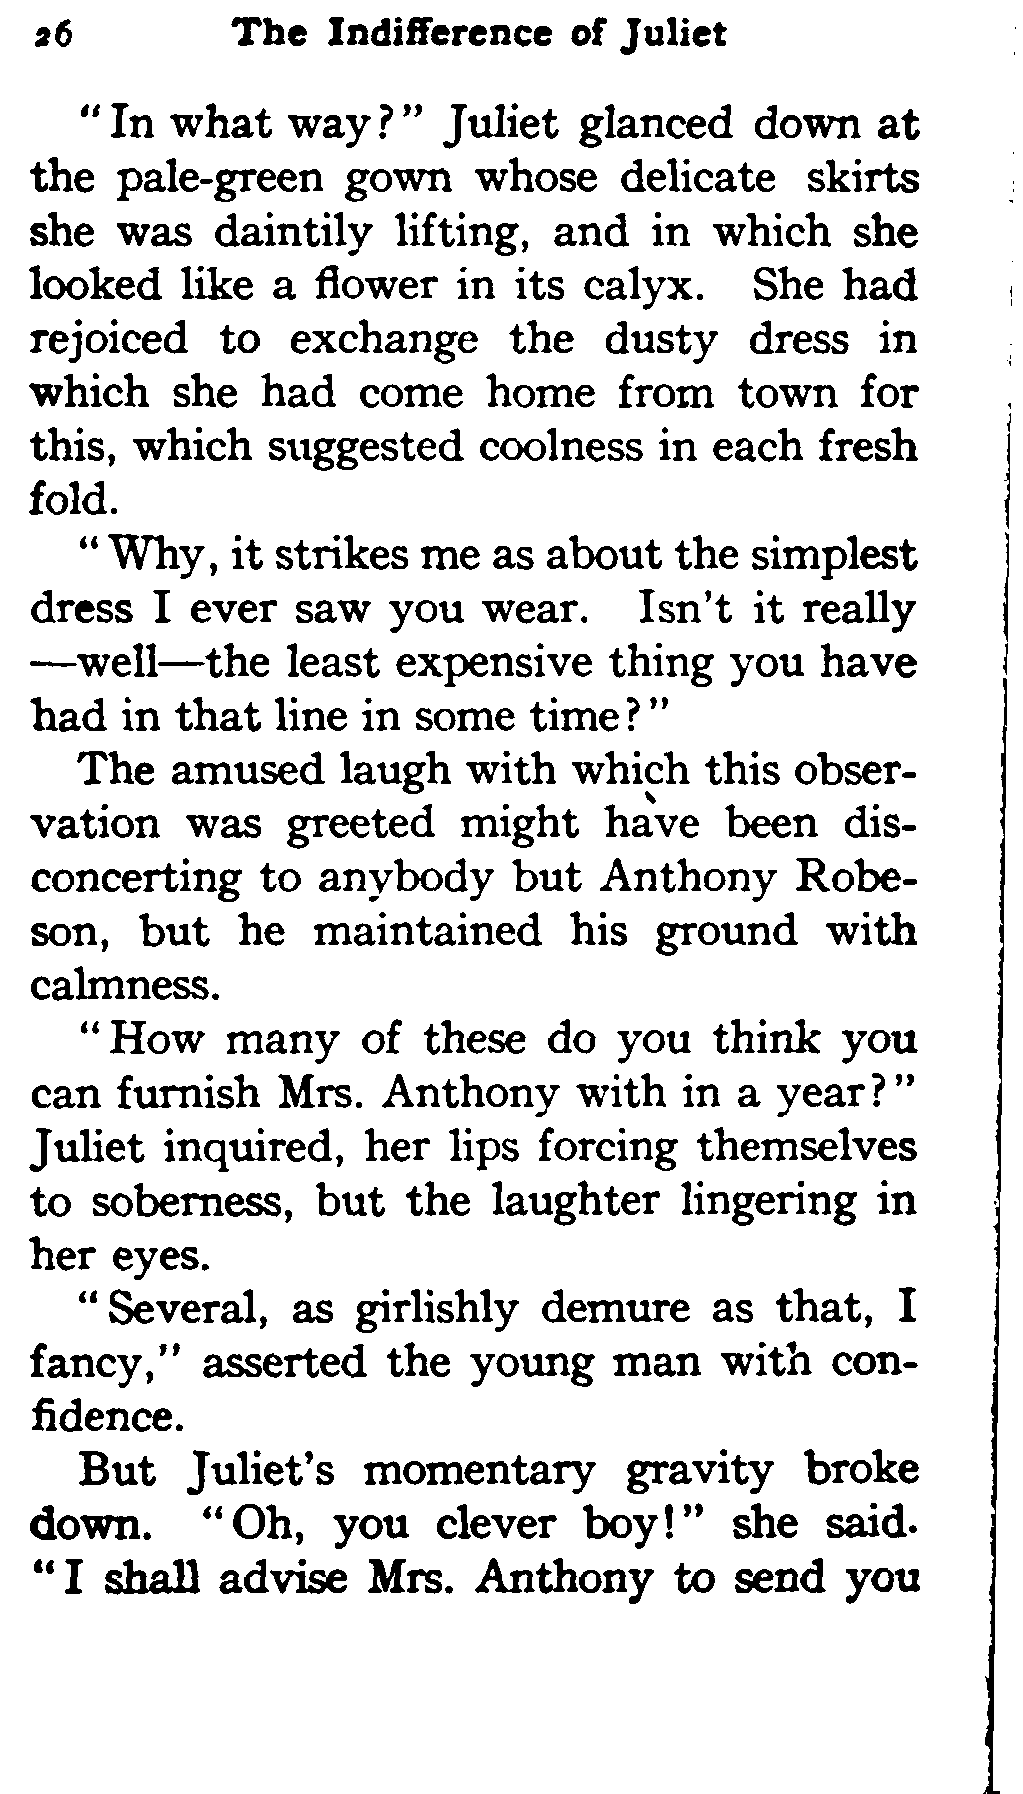 26 The Indifference of Juliet
"In what way?" Juliet glanced down at
the pale-green gown whose delicate skirts
she was daintily lifting, and in which she
looked like a flower in its calyx. She had
rejoiced to exchange the dusty dress in
which she had come home from town for
this, which suggested coolness in each fresh
fold.
"Why, it strikes me as about the simplest
dress I ever saw you wear. Isn't it really
—well—the least expensive thing you have
had in that line in some time?"
The amused laugh with which this obser-
vation was greeted might have been dis-
concerting to anybody but Anthony Robe-
son, but he maintained his ground with
calmness.
"How many of these do you think you
can furnish Mrs. Anthony with in a year?"
Juliet inquired, her lips forcing themselves
to soberness, but the laughter lingering in
her eyes.
"Several, as girlishly demure as that, I
fancy," asserted the young man with con-
fidence.
But Juliet's momentary gravity broke
down. "Oh, you clever boy!" she said.
"I shall advise Mrs. Anthony to send you